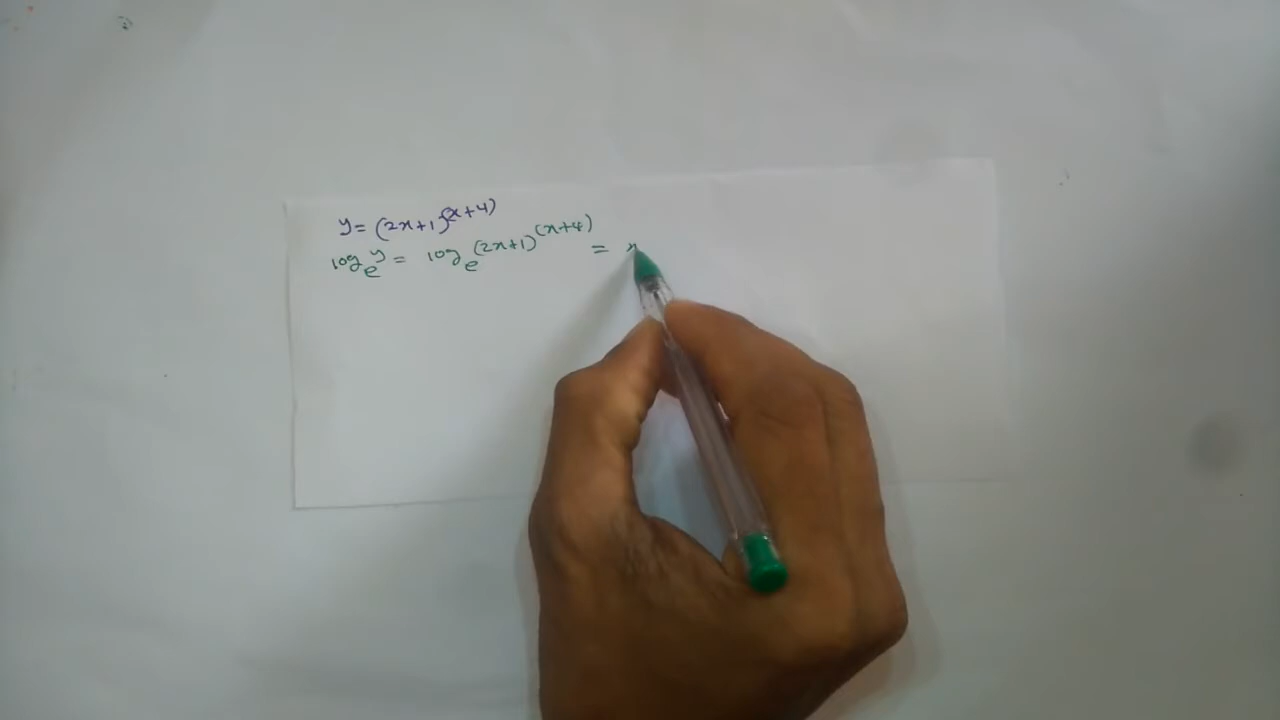 y = (2x+1)^(x+4)
log_e y = log_e (2x+1)^(x+4) = x